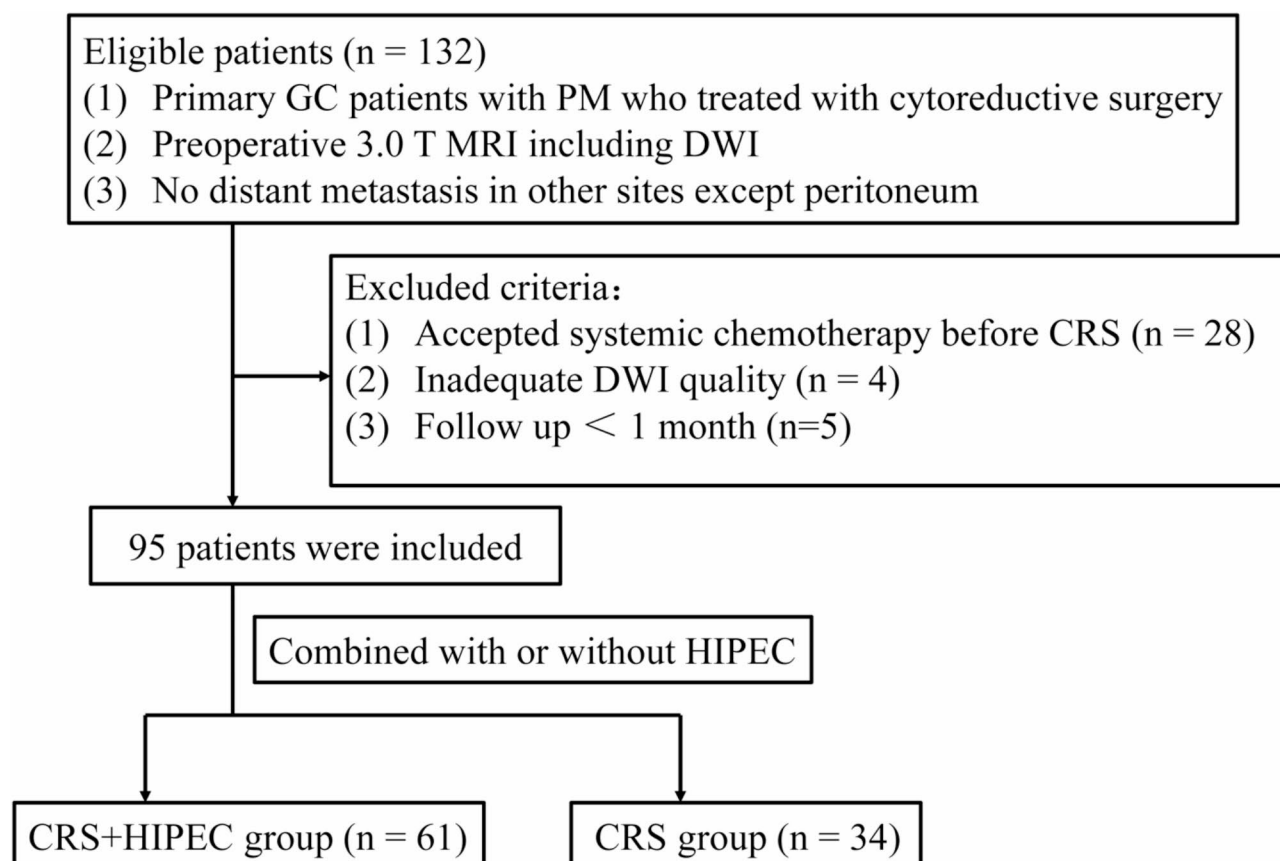 Eligible patients (n = 132)
(1) Primary GC patients with PM who treated with cytoreductive surgery
(2) Preoperative 3.0 T MRI including DWI
(3) No distant metastasis in other sites except peritoneum
Excluded criteria：
(1) Accepted systemic chemotherapy before CRS (n = 28)
(2) Inadequate DWI quality (n = 4)
(3) Follow up ＜ 1 month (n=5)
95 patients were included
Combined with or without HIPEC
CRS+HIPEC group (n = 61)
CRS group (n = 34)